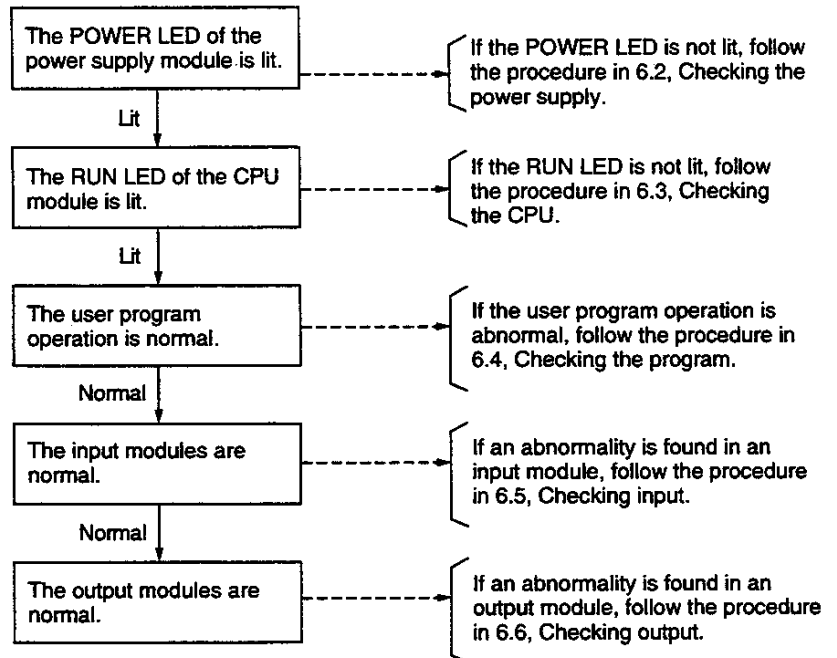 The POWER LED of the
power supply module is lit.
If the POWER LED is not lit, follow
the procedure in 6.2, Checking the
power supply.
Lit
The RUN LED of the CPU
module is lit.
If the RUN LED is not lit, follow
the procedure in 6.3, Checking
the CPU.
Lit
The user program
operation is normal.
If the user program operation is
abnormal, follow the procedure in
6.4, Checking the program.
Normal
The input modules are
normal.
If an abnormality is found in an
input module, follow the procedure
in 6.5, Checking input.
Normal
The output modules are
normal.
If an abnormality is found in an
output module, follow the procedure
in 6.6, Checking output.